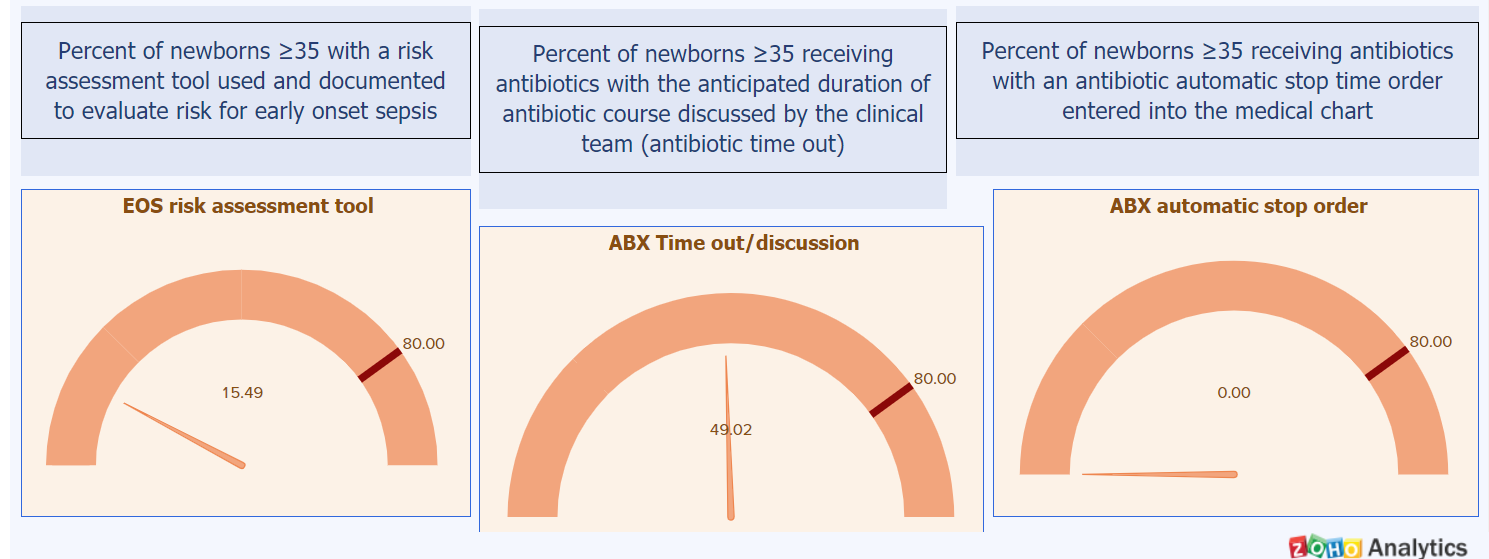 Percent of newborns ≥35 with a risk
assessment tool used and documented
to evaluate risk for early onset sepsis
Percent of newborns ≥35 receiving
antibiotics with the anticipated duration of
antibiotic course discussed by the clinical
team (antibiotic time out)
Percent of newborns ≥35 receiving antibiotics
with an antibiotic automatic stop time order
entered into the medical chart
EOS risk assessment tool
80.00
15.49
ABX Time out/discussion
80.00
49.02
ABX automatic stop order
80.00
0.00
ZOHO Analytics